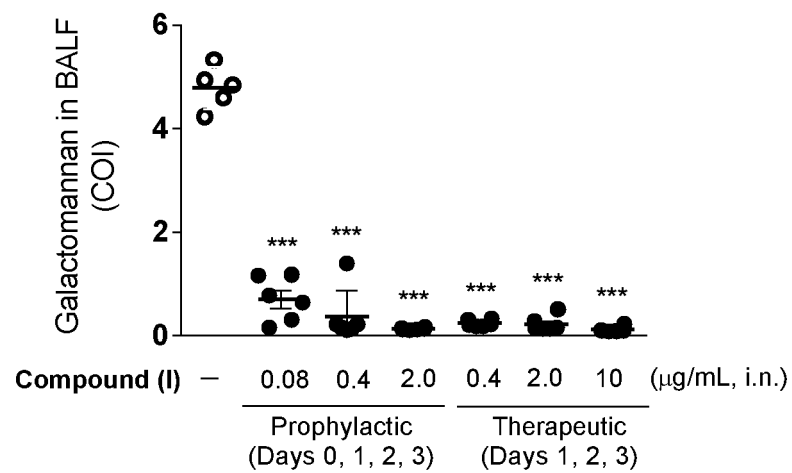 Galactomannan in BALF
(COI)
6
4
2
0
***
***
***
***
***
***
Compound (I) – 0.08 0.4 2.0 0.4 2.0 10 (μg/mL, i.n.)
Prophylactic Therapeutic
(Days 0, 1, 2, 3) (Days 1, 2, 3)